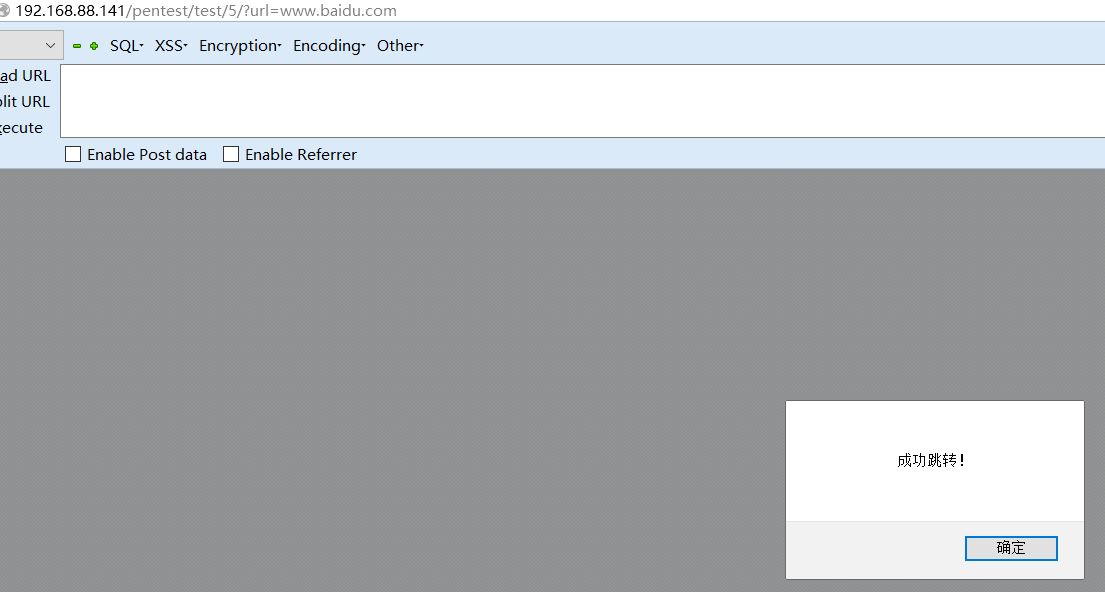 192.168.88.141/pentest/test/5/?url=www.baidu.com
SQL XSS Encryption Encoding Other
ad URL
plit URL
xecute
Enable Post data Enable Referrer
成功跳转!
确定